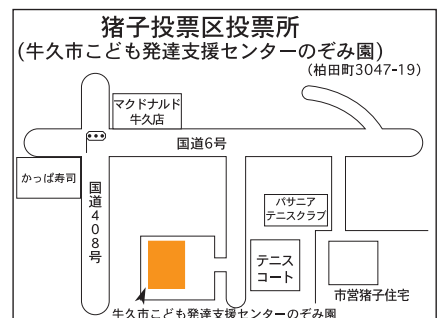 猪子投票区投票所
(牛久市こども発達支援センターのぞみ園)
(柏田町3047-19)
マクドナルド
牛久店
国道6号
かっぱ寿司
国道408号
パサニア
テニスクラブ
テニス
コート
市営猪子住宅
牛久市こども発達支援センターのぞみ園